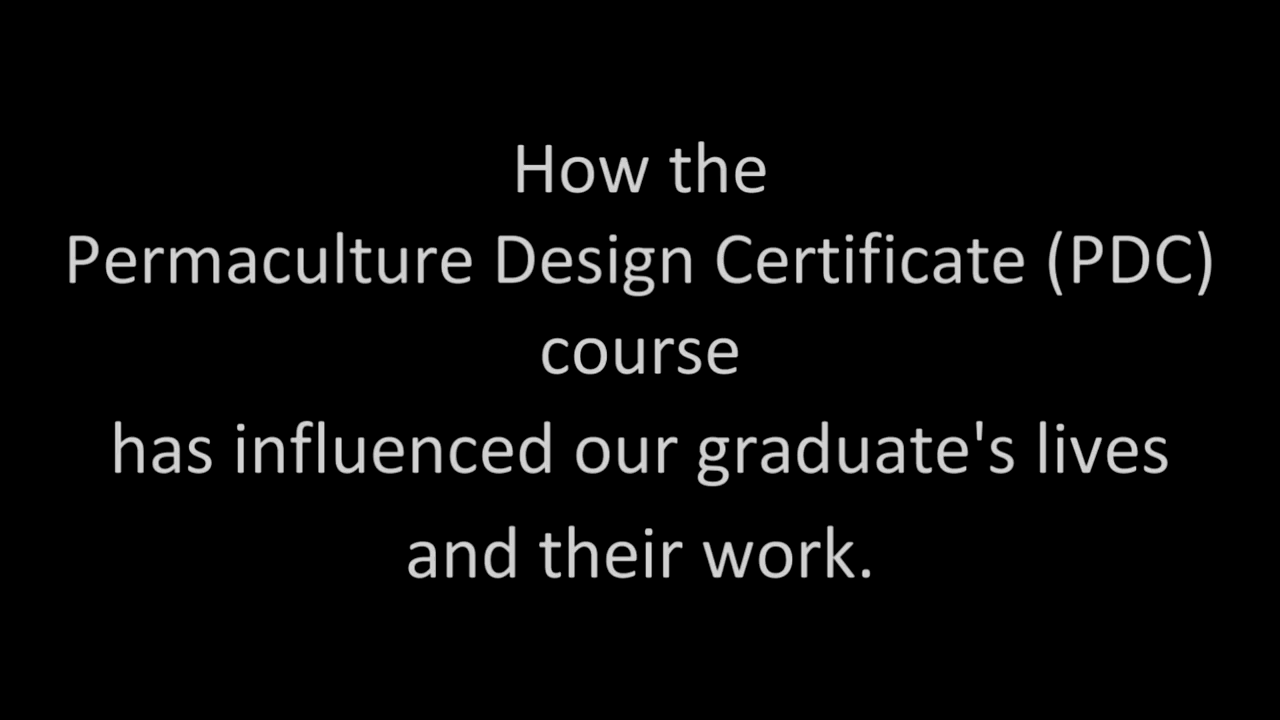 How the
Permaculture Design Certificate (PDC)
course
has influenced our graduate's lives
and their work.